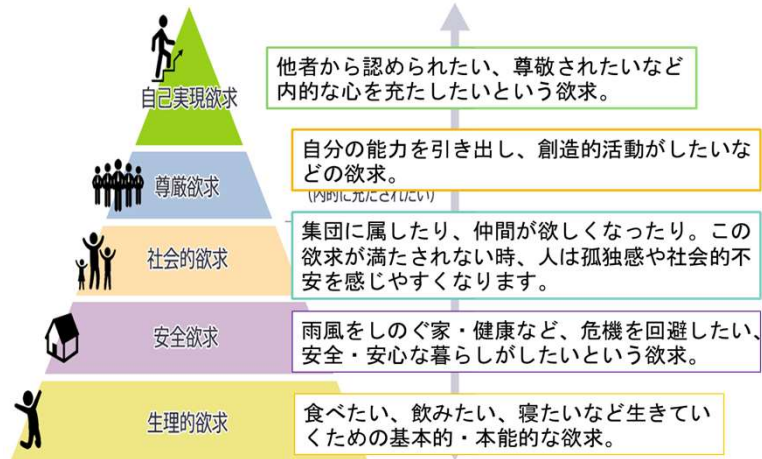 自己実現欲求
他者から認められたい、尊敬されたいなど
内的な心を充たしたいという欲求。
尊厳欲求
自分の能力を引き出し、創造的活動がしたいな
どの欲求。
(内的に充たされたい)
社会的欲求
集団に属したり、仲間が欲しくなったり。この
欲求が満たされない時、人は孤独感や社会的不
安を感じやすくなります。
安全欲求
雨風をしのぐ家・健康など、危機を回避したい、
安全・安心な暮らしがしたいという欲求。
生理的欲求
食べたい、飲みたい、寝たいなど生きてい
くための基本的・本能的な欲求。